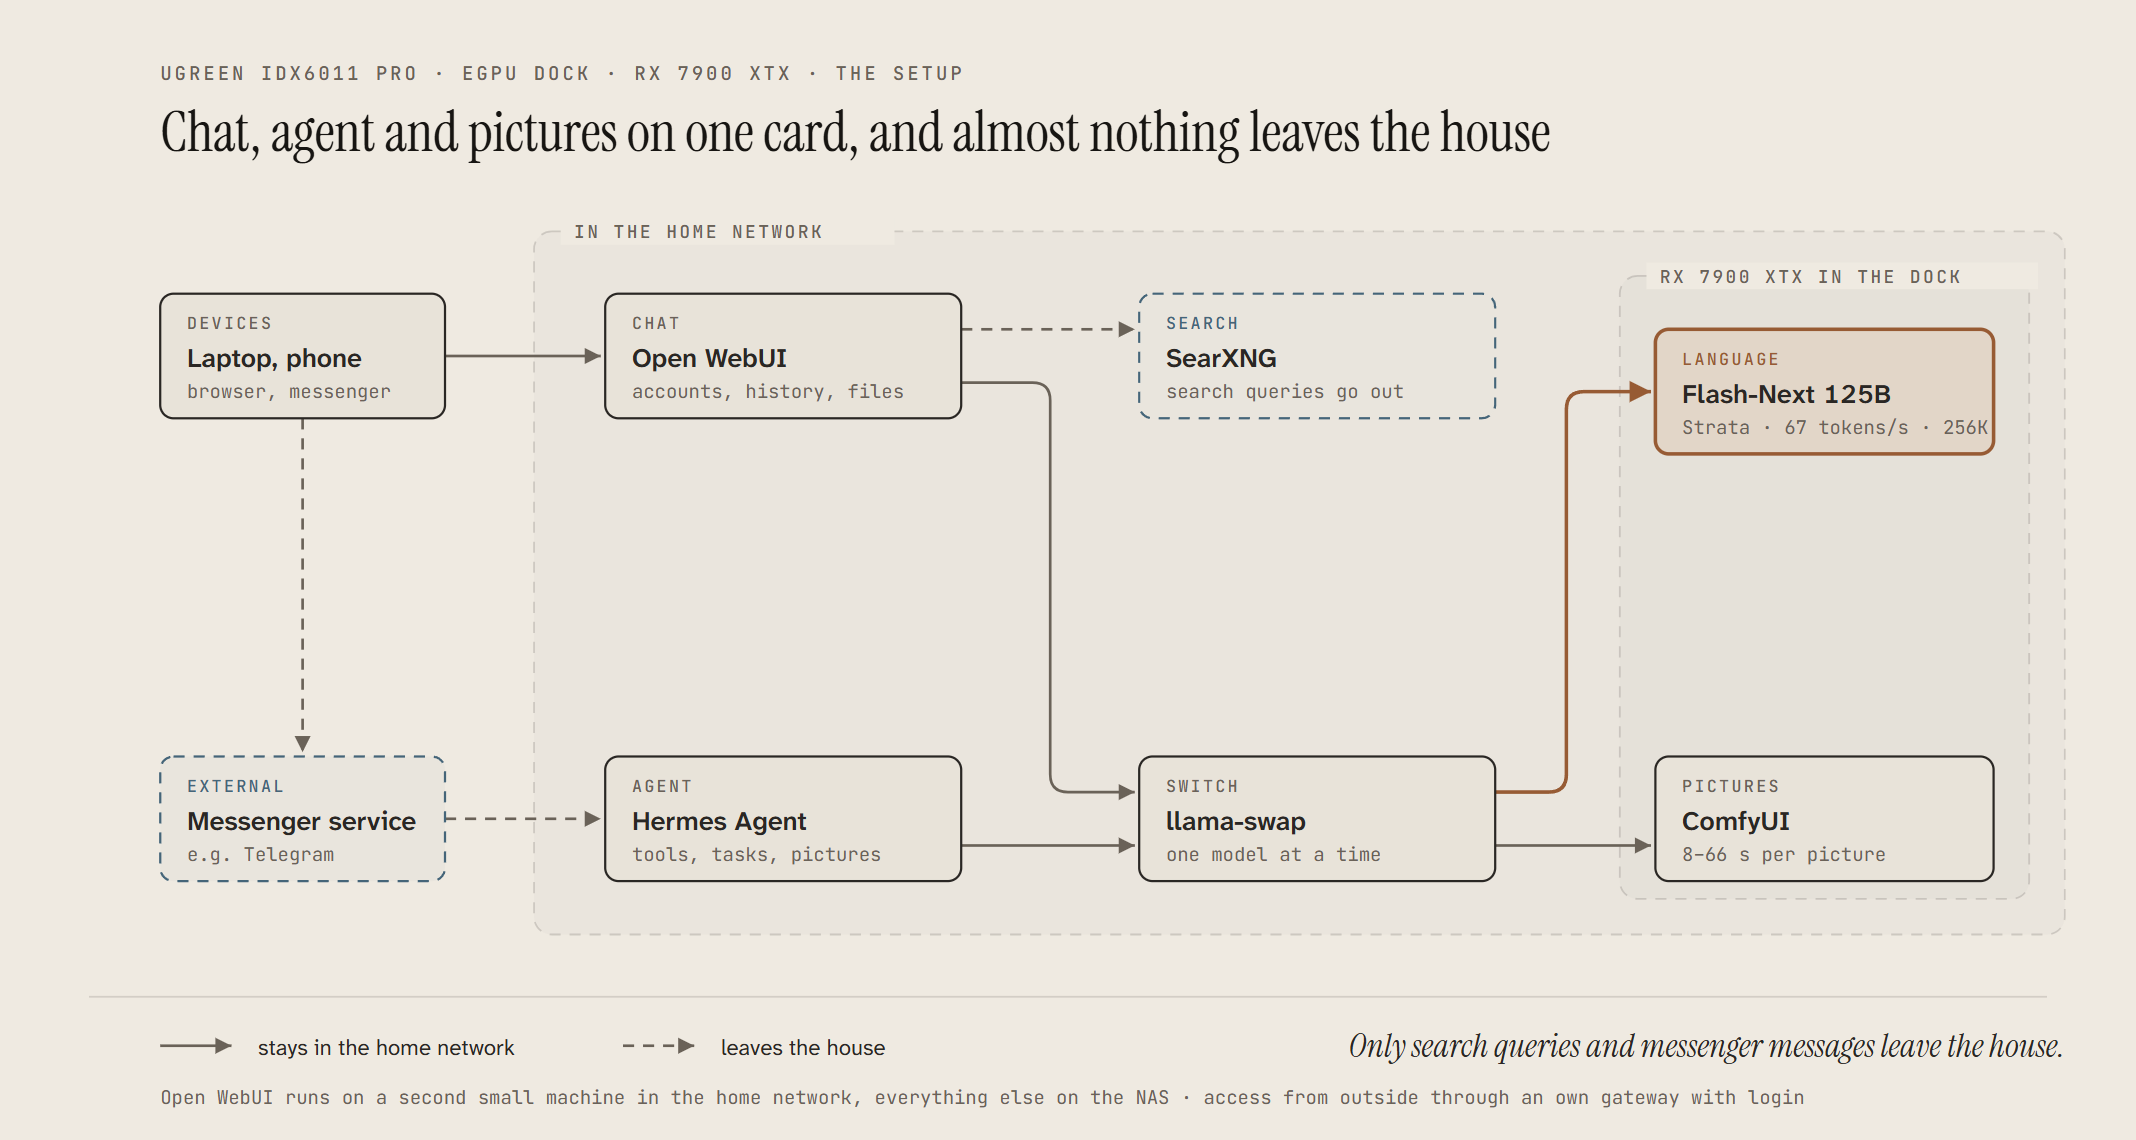 UGREEN IDX6011 PRO · EGPU DOCK · RX 7900 XTX · THE SETUP
Chat, agent and pictures on one card, and almost nothing leaves the house
IN THE HOME NETWORK
RX 7900 XTX IN THE DOCK
DEVICES
Laptop, phone
browser, messenger
CHAT
Open WebUI
accounts, history, files
SEARCH
SearXNG
search queries go out
LANGUAGE
Flash-Next 125B
Strata · 67 tokens/s · 256K
EXTERNAL
Messenger service
e.g. Telegram
AGENT
Hermes Agent
tools, tasks, pictures
SWITCH
llama-swap
one model at a time
PICTURES
ComfyUI
8–66 s per picture
stays in the home network
leaves the house
Only search queries and messenger messages leave the house.
Open WebUI runs on a second small machine in the home network, everything else on the NAS · access from outside through an own gateway with login